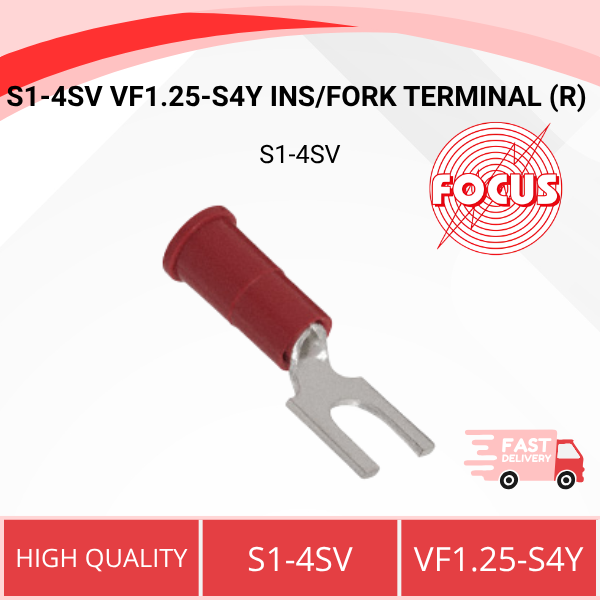 S1-4SV VF1.25-S4Y INS/FORK TERMINAL (R)
S1-4SV
FOCUS
FAST
DELIVERY
HIGH QUALITY
S1-4SV
VF1.25-S4Y